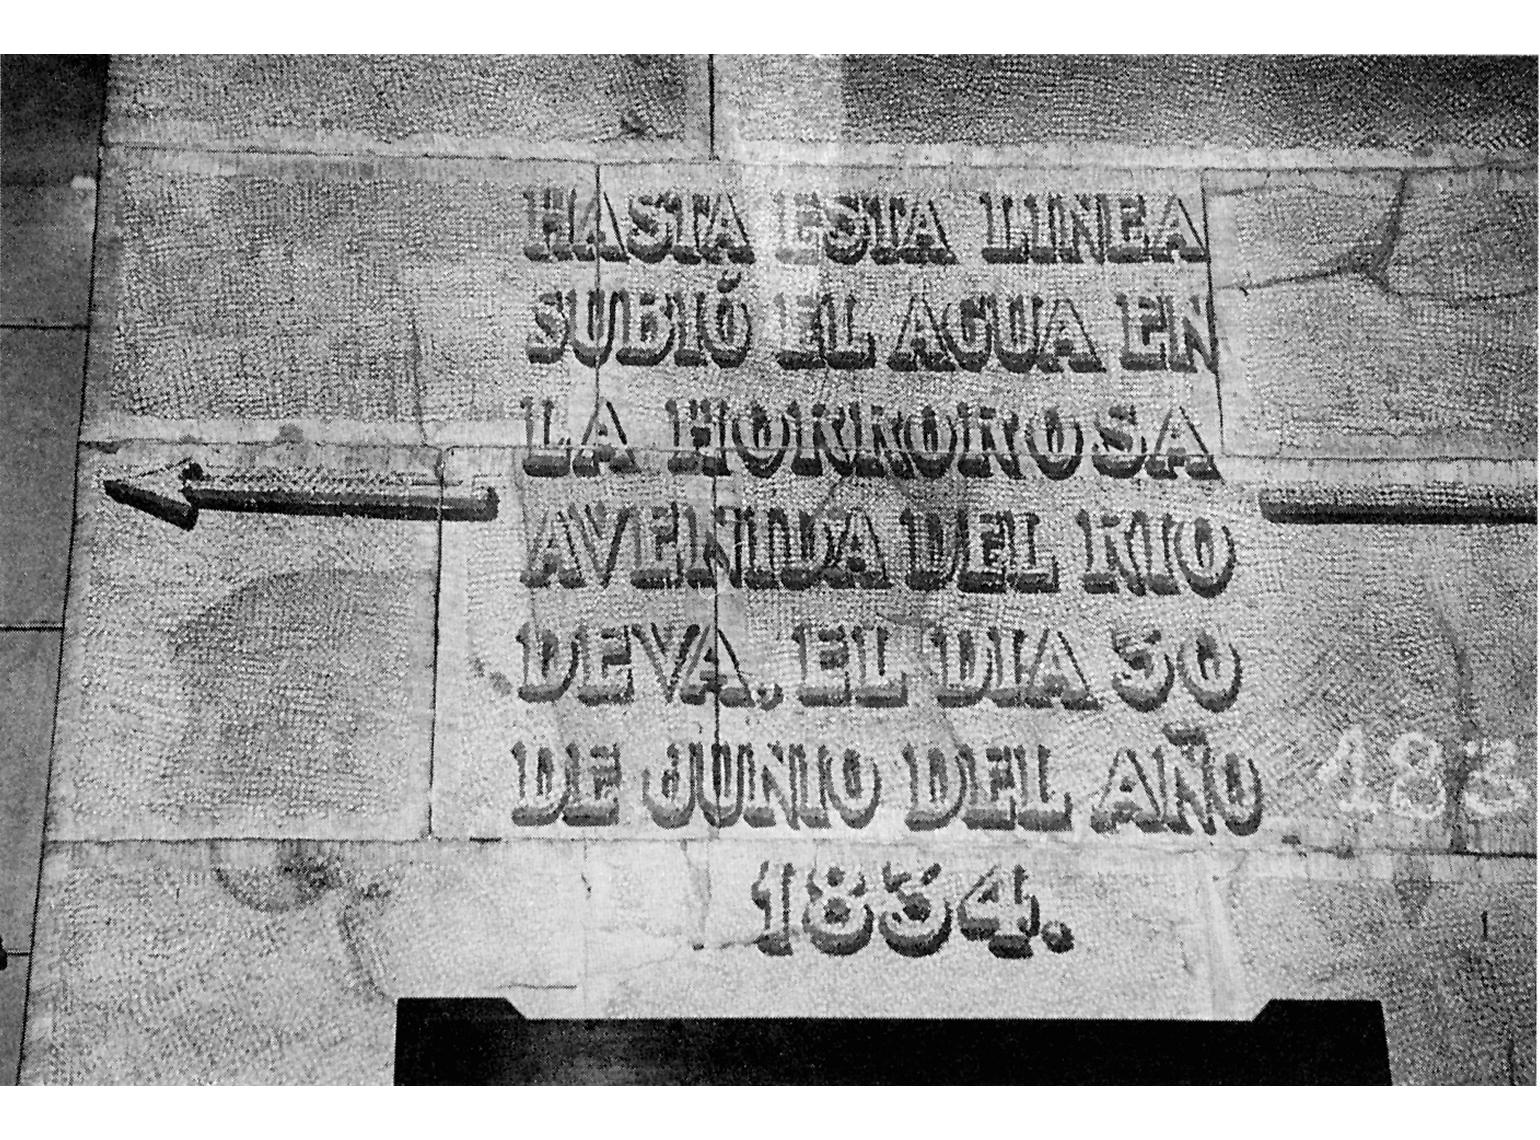 HASTA ESTA LINEA
SUBIÓ EL AGUA EN
LA HORROROSA
AVENIDA DEL RIO
DEVA, EL DIA 30
DE JUNIO DEL AÑO
1834.
183